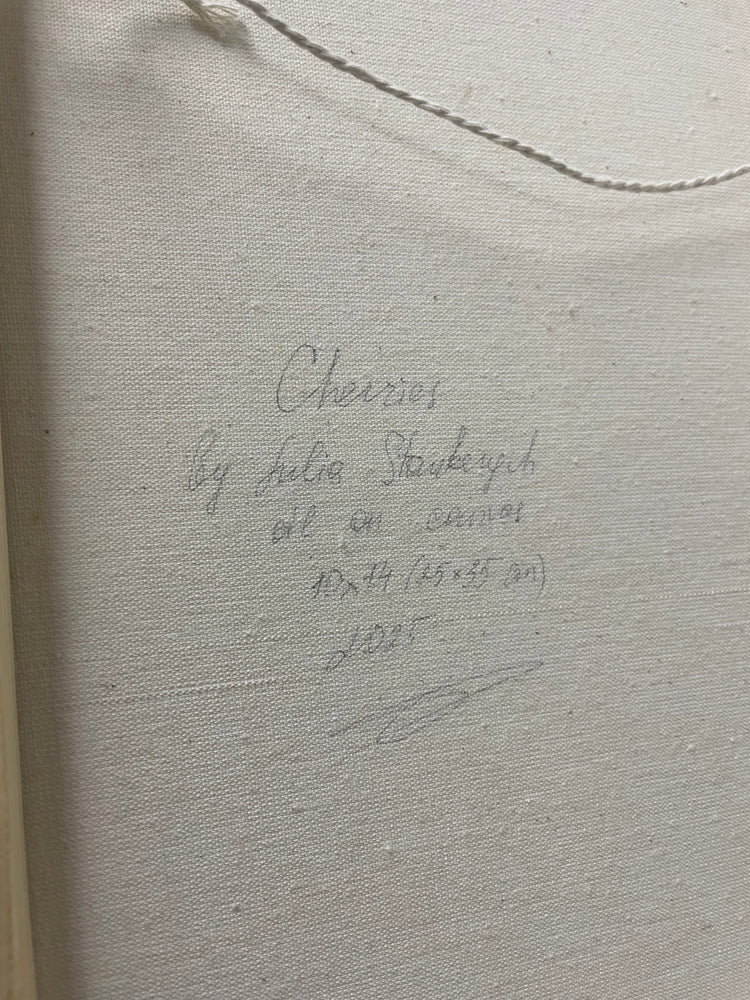 Cherries
by Julia Stankevych
oil on canvas
10x14 (25x35 cm)
2025